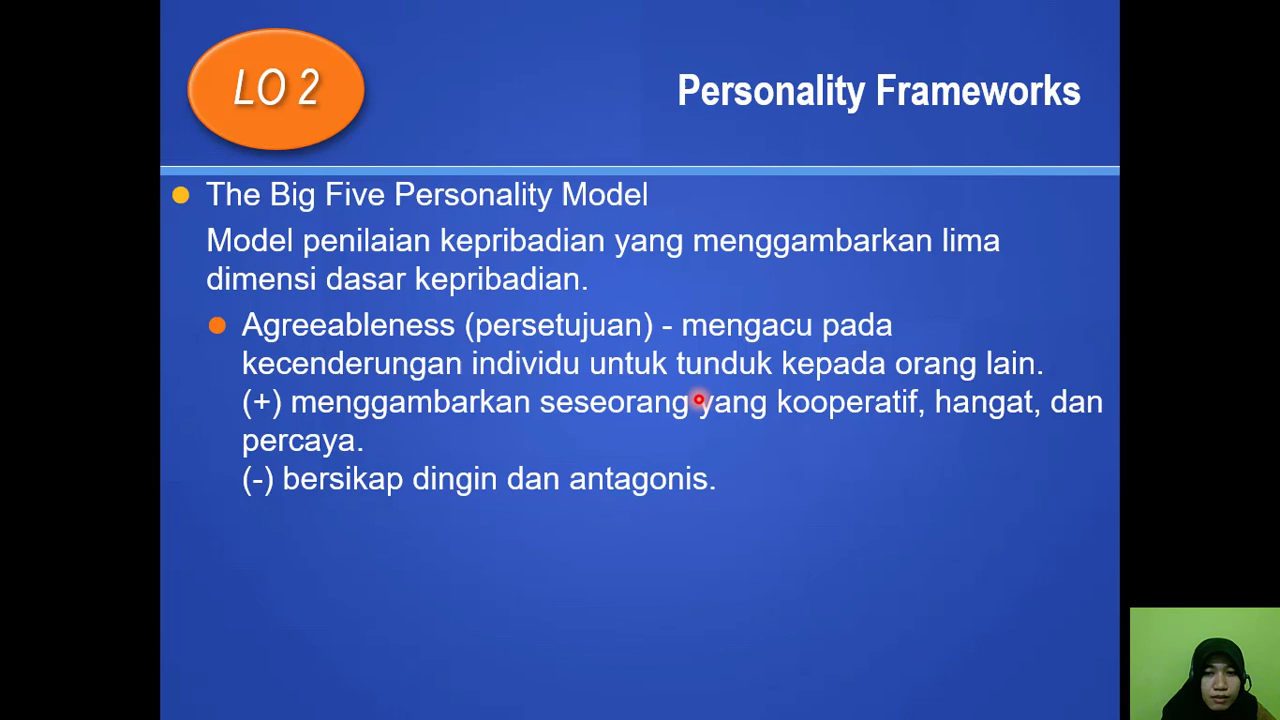 LO 2
Personality Frameworks
The Big Five Personality Model
Model penilaian kepribadian yang menggambarkan lima
dimensi dasar kepribadian.
Agreeableness (persetujuan) - mengacu pada
kecenderungan individu untuk tunduk kepada orang lain.
(+) menggambarkan seseorang yang kooperatif, hangat, dan
percaya.
(-) bersikap dingin dan antagonis.